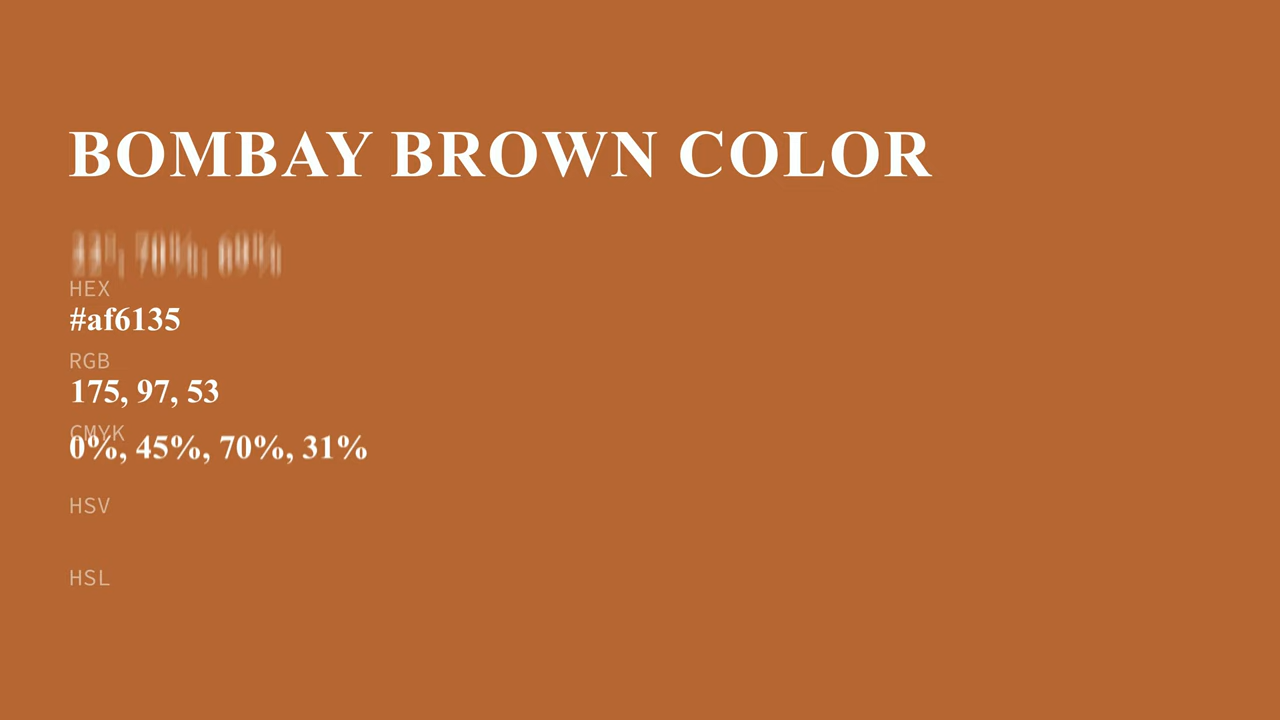 BOMBAY BROWN COLOR
HEX
#af6135
RGB
175, 97, 53
CMYK
0%, 45%, 70%, 31%
HSV
HSL